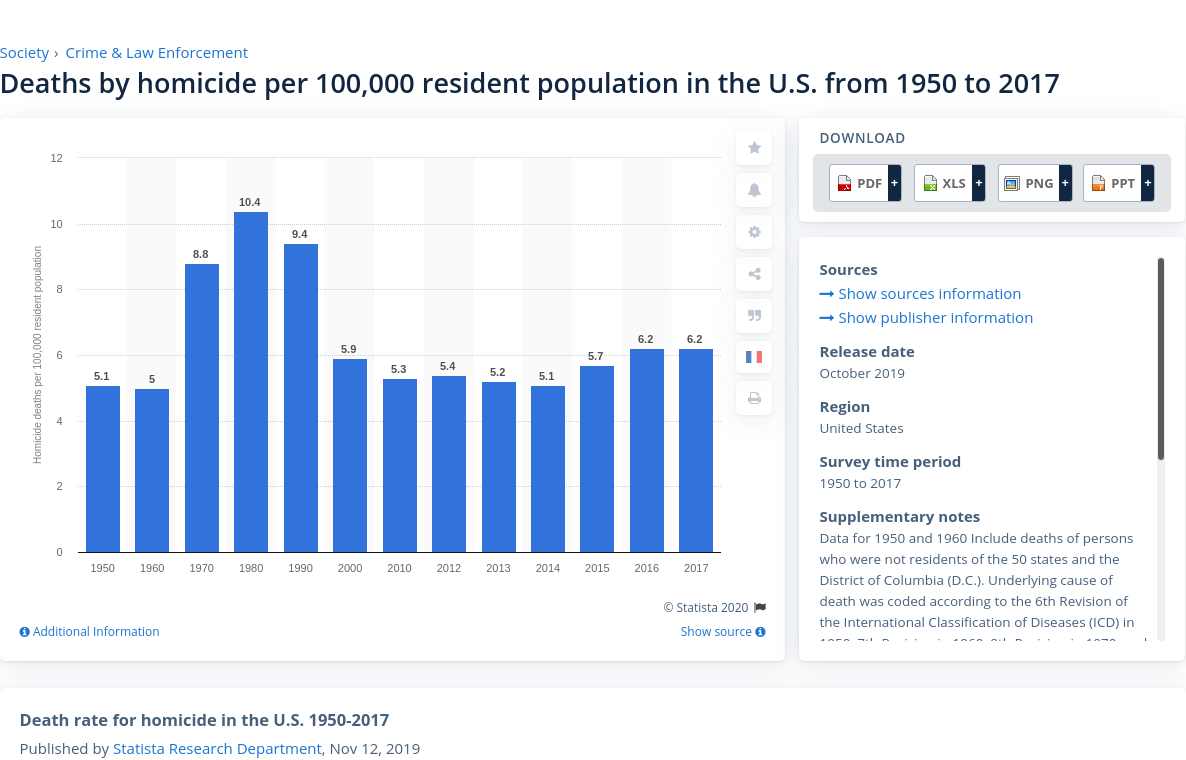 Society › Crime & Law Enforcement
Deaths by homicide per 100,000 resident population in the U.S. from 1950 to 2017
Homicide deaths per 100,000 resident population
12
10
8
6
4
2
0
5.1
5
8.8
10.4
9.4
5.9
5.3
5.4
5.2
5.1
5.7
6.2
6.2
1950 1960 1970 1980 1990 2000 2010 2012 2013 2014 2015 2016 2017
© Statista 2020
Additional Information
Show source
DOWNLOAD
PDF + XLS + PNG + PPT +
Sources
Show sources information
Show publisher information
Release date
October 2019
Region
United States
Survey time period
1950 to 2017
Supplementary notes
Data for 1950 and 1960 Include deaths of persons
who were not residents of the 50 states and the
District of Columbia (D.C.). Underlying cause of
death was coded according to the 6th Revision of
the International Classification of Diseases (ICD) in
Death rate for homicide in the U.S. 1950-2017
Published by Statista Research Department, Nov 12, 2019